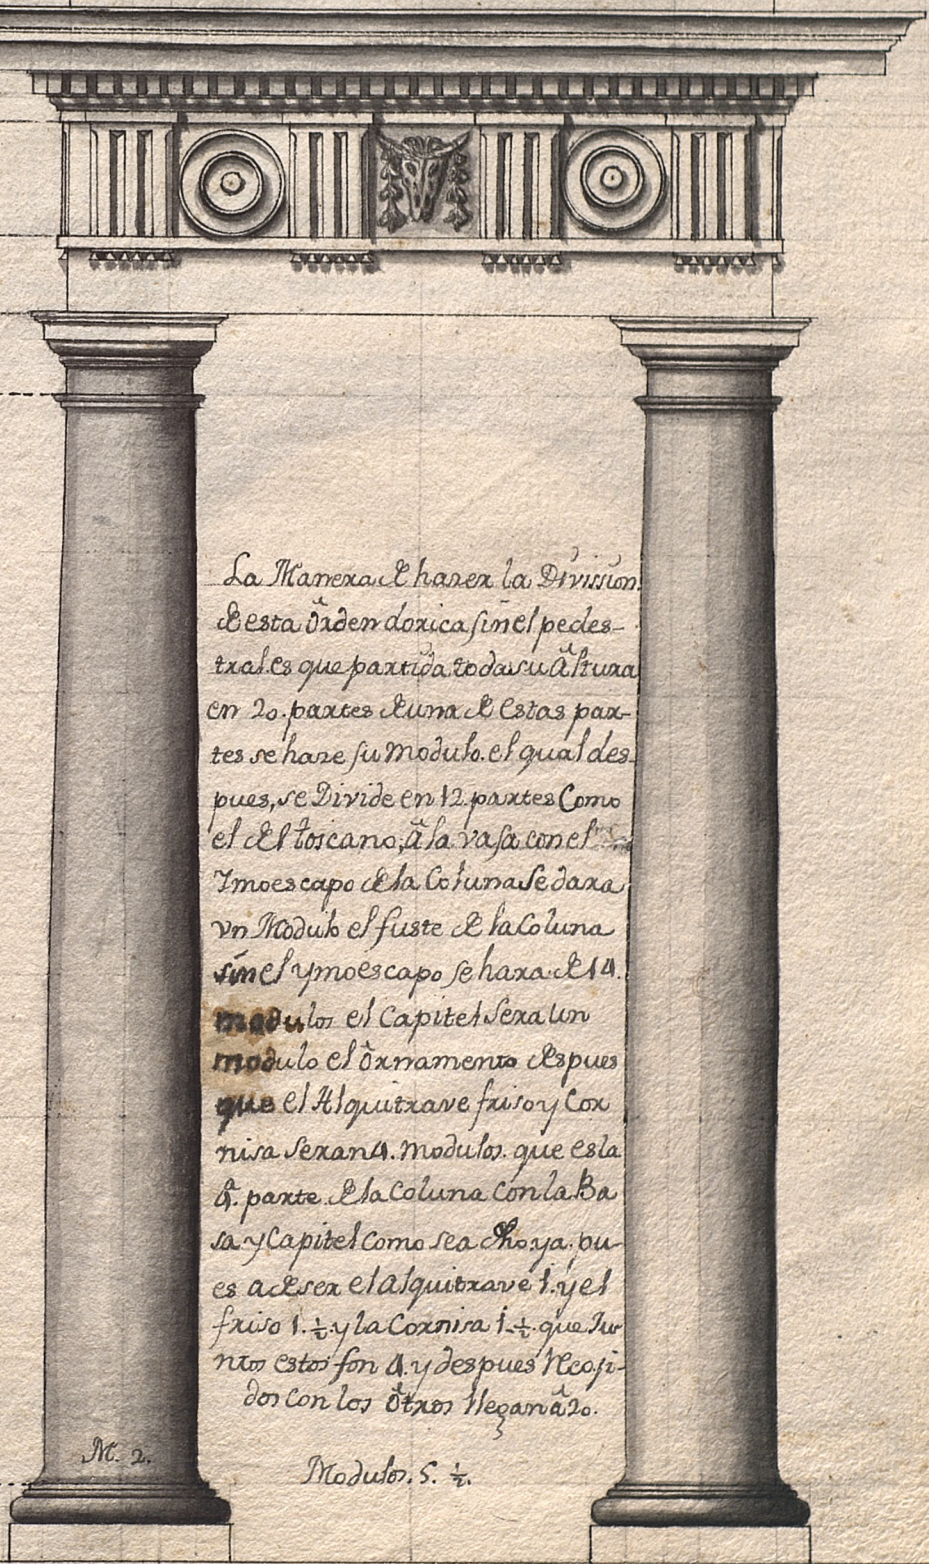 La Manera de hazer la Divission
de esta ôrden dorica sin el pedes-
tral es que partida toda su âltura
en 20. partes de una de estas par-
tes se haze su Modulo. el qual des-
pues, se Divide en 12 partes Como
el del toscano, â la vasa con el
Ymoescapo de la Coluna Se dara
vn Modulo el fuste de la Coluna
sin el ymoescapo se hara de 14.
modulos el Capitel Sera un
modulo el ôrnamento despues
que el Alquitrave friso y Cor
nisa Seran 4. Modulos. que es la
4.ª parte de la Coluna Con la Ba
sa y Capitel Como se a dho ya. pu-
es a de ser el alquitrave 1. y el
friso 1. ½. y la Cornisa 1. ½. que Ju
ntos estos son 4. y despues Recoji-
dos con los ôtros llegan â 20.
M. 2.
Modulos. 5. ½.